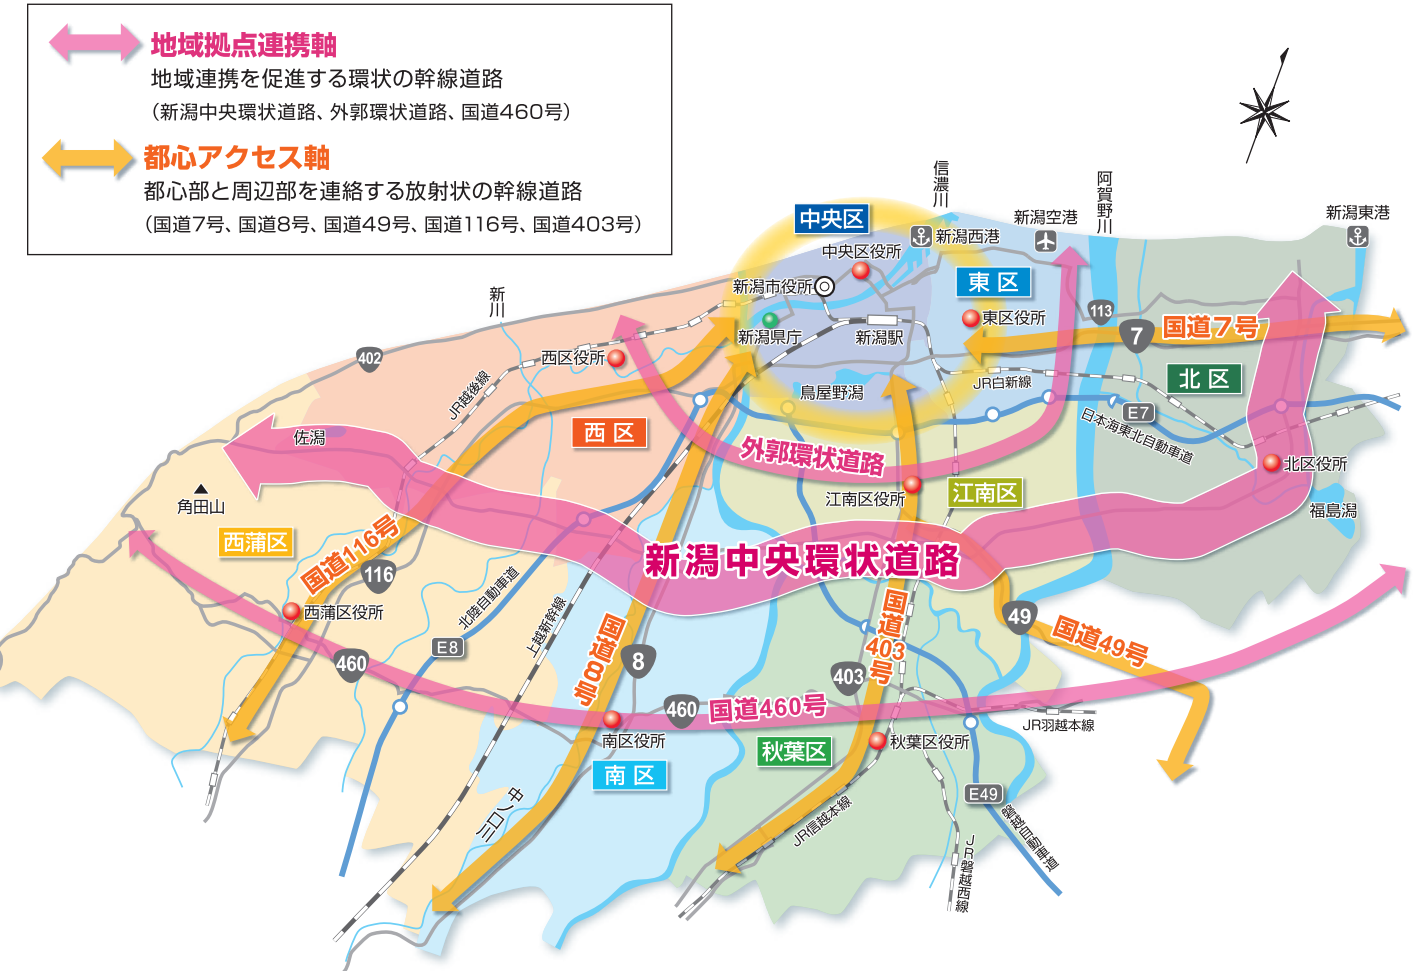 地域拠点連携軸
地域連携を促進する環状の幹線道路
（新潟中央環状道路、外郭環状道路、国道460号）
都心アクセス軸
都心部と周辺部を連絡する放射状の幹線道路
（国道7号、国道8号、国道49号、国道116号、国道403号）
信濃川
阿賀野川
中央区
新潟空港
新潟東港
新潟西港
中央区役所
新潟市役所
東区
新川
新潟県庁
新潟駅
東区役所
113
7
国道7号
402
西区役所
JR越後線
鳥屋野潟
JR白新線
北区
E7
日本海東北自動車道
佐潟
西区
外郭環状道路
北区役所
江南区役所
江南区
福島潟
角田山
西蒲区
国道116号
116
新潟中央環状道路
西蒲区役所
北陸自動車道
上越新幹線
E8
460
国道8号
8
国道403号
403
49
国道49号
460
国道460号
南区役所
秋葉区役所
JR羽越本線
秋葉区
南区
中ノ口川
JR信越本線
E49
磐越自動車道
JR磐越西線